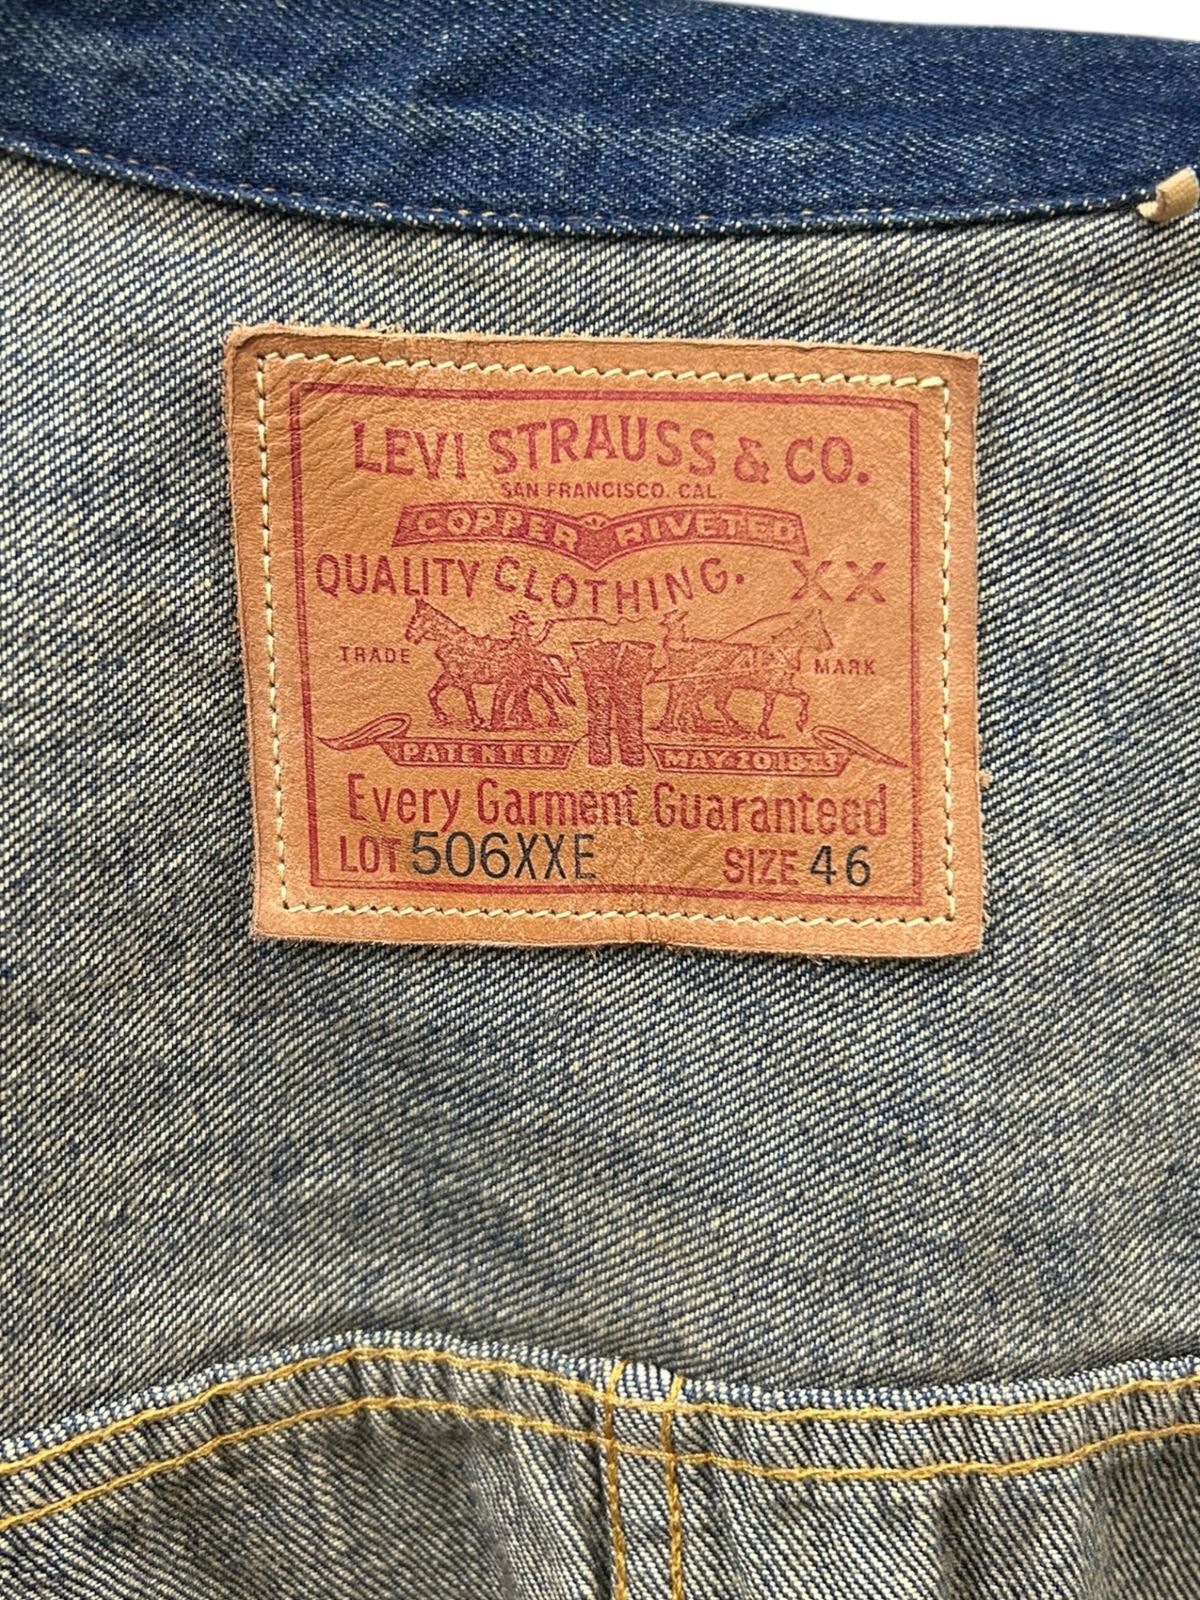 LEVI STRAUSS & CO.
SAN FRANCISCO. CAL.
COPPER RIVETED
QUALITY CLOTHING. XX
TRADE MARK
PATENTED MAY 20 1873
Every Garment Guaranteed
LOT 506XXE SIZE 46